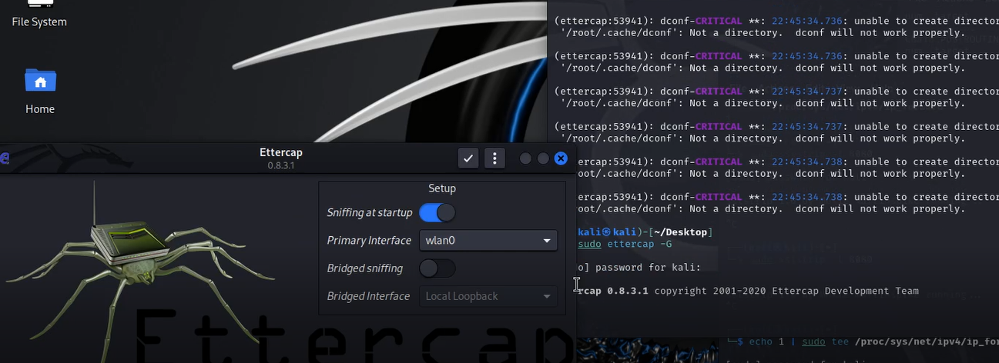 File System
Home
(ettercap:53941): dconf-CRITICAL **: 22:45:34.736: unable to create director
'/root/.cache/dconf': Not a directory.  dconf will not work properly.
(ettercap:53941): dconf-CRITICAL **: 22:45:34.736: unable to create director
'/root/.cache/dconf': Not a directory.  dconf will not work properly.
(ettercap:53941): dconf-CRITICAL **: 22:45:34.737: unable to create director
'/root/.cache/dconf': Not a directory.  dconf will not work properly.
(ettercap:53941): dconf-CRITICAL **: 22:45:34.737: unable to create director
'/root/.cache/dconf': Not a directory.  dconf will not work properly.
ercap:53941): dconf-CRITICAL **: 22:45:34.738: unable to create director
oot/.cache/dconf': Not a directory.  dconf will not work properly.
ercap:53941): dconf-CRITICAL **: 22:45:34.738: unable to create director
oot/.cache/dconf': Not a directory.  dconf will not work properly.
kali㉿kali)-[~/Desktop]
sudo ettercap -G
o] password for kali:
rcap 0.8.3.1 copyright 2001-2020 Ettercap Development Team
└─$ echo 1 | sudo tee /proc/sys/net/ipv4/ip_fo
Ettercap
0.8.3.1
Setup
Sniffing at startup
Primary Interface
wlan0
Bridged sniffing
Bridged Interface
Local Loopback
Ettercap